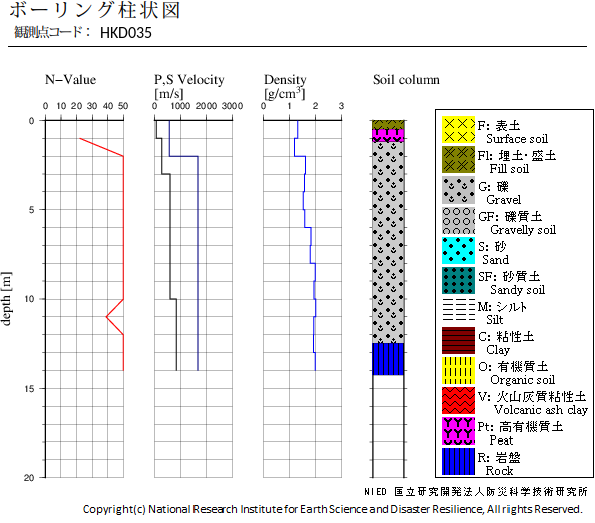 ボーリング柱状図
観測点コード： HKD035
N−Value
P,S Velocity
[m/s]
Density
[g/cm3]
Soil column
0 10 20 30 40 50
0 1000 2000 3000
0 1 2 3
0
5
10
15
20
depth [m]
F: 表土
Surface soil
Fl: 埋土・盛土
Fill soil
G: 礫
Gravel
GF: 礫質土
Gravelly soil
S: 砂
Sand
SF: 砂質土
Sandy soil
M: シルト
Silt
C: 粘性土
Clay
O: 有機質土
Organic soil
V: 火山灰質粘性土
Volcanic ash clay
Pt: 高有機質土
Peat
R: 岩盤
Rock
NIED 国立研究開発法人防災科学技術研究所
Copyright(c) National Research Institute for Earth Science and Disaster Resilience, All rights Reserved.